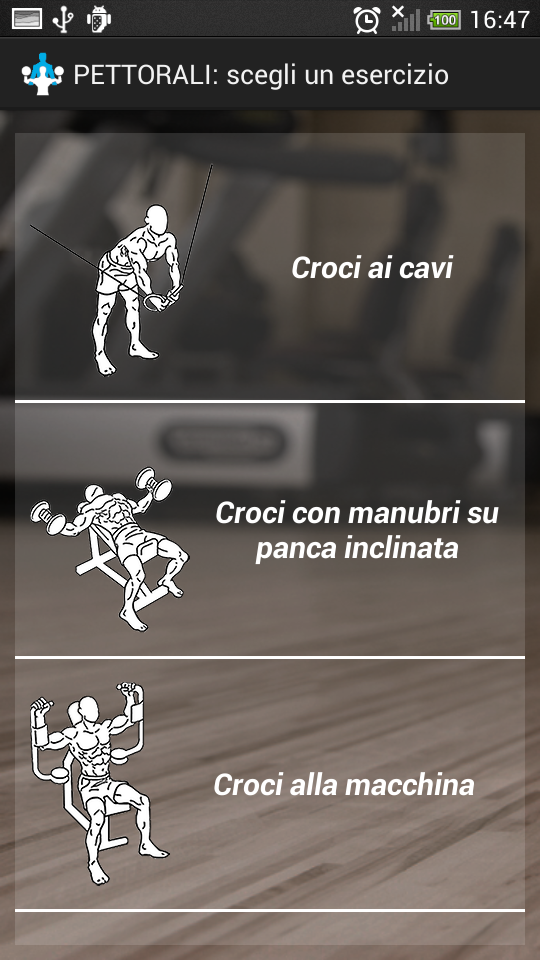 100 16:47
PETTORALI: scegli un esercizio
Croci ai cavi
Croci con manubri su
panca inclinata
Croci alla macchina